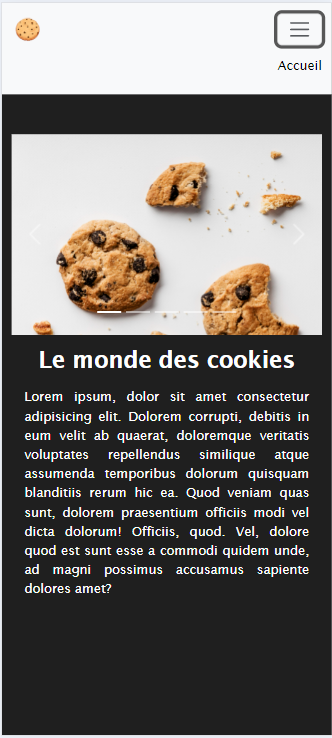 Accueil
Le monde des cookies
Lorem ipsum, dolor sit amet consectetur
adipisicing elit. Dolorem corrupti, debitis in
eum velit ab quaerat, doloremque veritatis
voluptates repellendus similique atque
assumenda temporibus dolorum quisquam
blanditiis rerum hic ea. Quod veniam quas
sunt, dolorem praesentium officiis modi vel
dicta dolorum! Officiis, quod. Vel, dolore
quod est sunt esse a commodi quidem unde,
ad magni possimus accusamus sapiente
dolores amet?